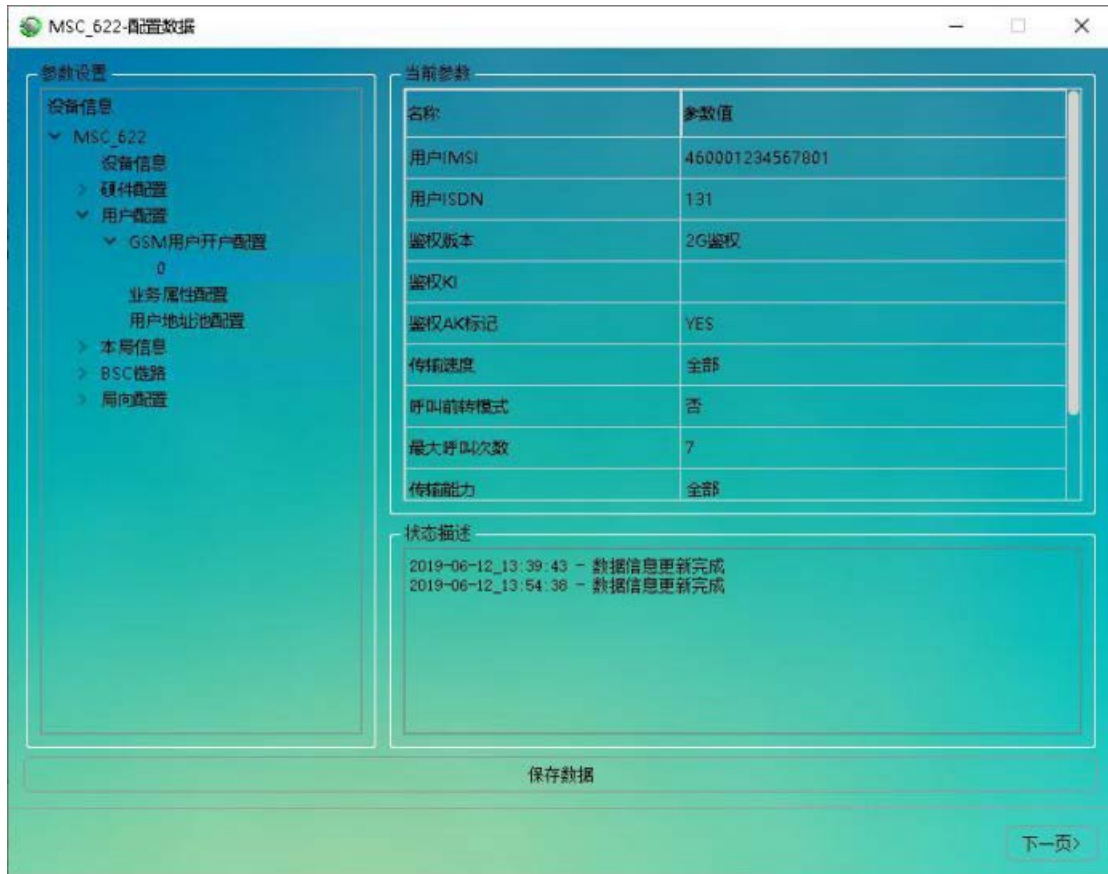 MSC_622-配置数据
参数设置
设备信息
MSC_622
设备信息
硬件配置
用户配置
GSM用户开户配置
0
业务属性配置
用户地址池配置
本局信息
BSC链路
局向配置
当前参数
名称 参数值
用户IMSI 460001234567801
用户ISDN 131
鉴权版本 2G鉴权
鉴权KI
鉴权AK标记 YES
传输速度 全部
呼叫前转模式 否
最大呼叫次数 7
传输能力 全部
状态描述
2019-06-12_13:39:43 - 数据信息更新完成
2019-06-12_13:54:38 - 数据信息更新完成
保存数据
下一页>